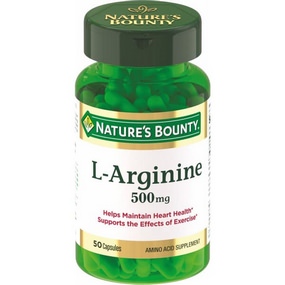 NATURE'S BOUNTY
NATURE'S BOUNTY®
L-Arginine
500mg
Helps Maintain Heart Health*
Supports the Effects of Exercise*
50 Capsules AMINO ACID SUPPLEMENT